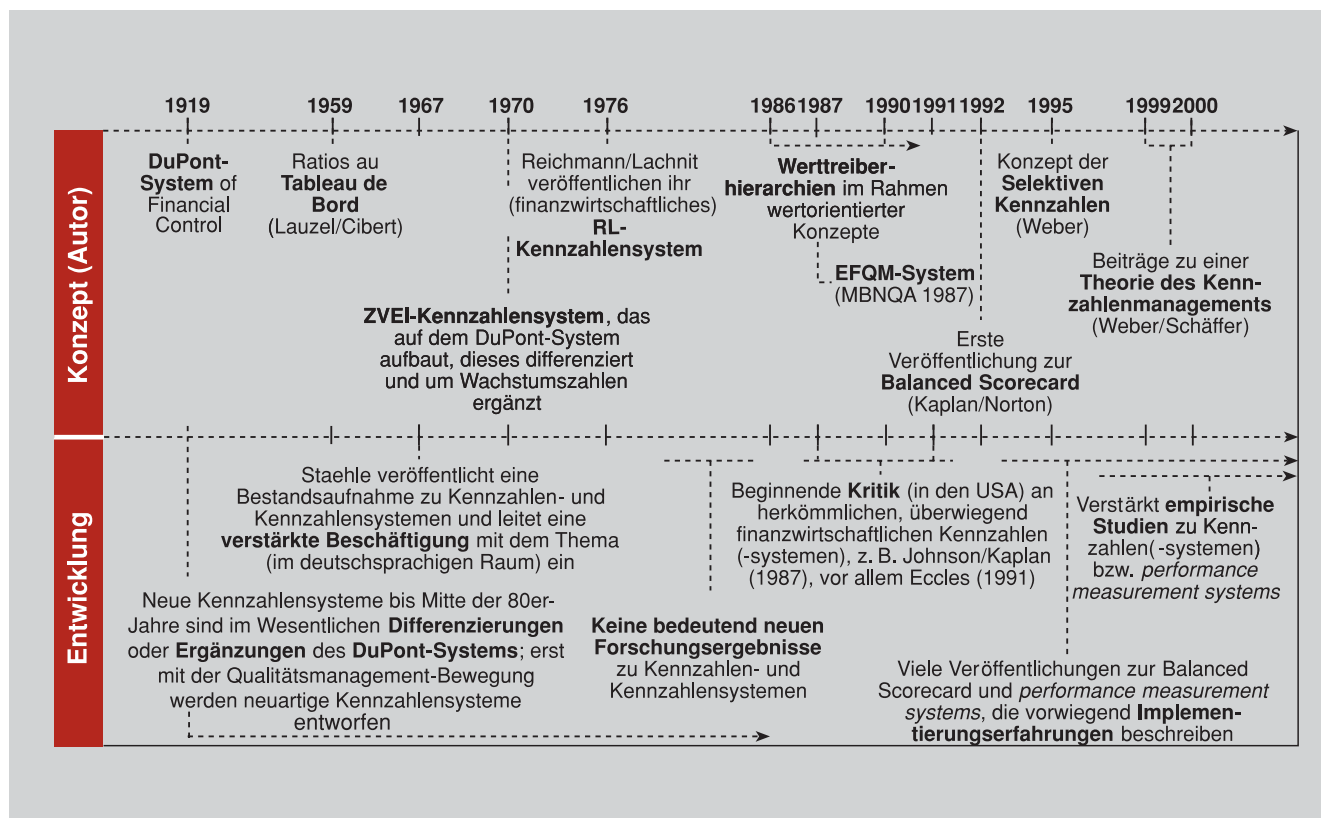 1919 1959 1967 1970 1976 1986 1987 1990 1991 1992 1995 1999 2000
Konzept (Autor)
DuPont-
System of
Financial
Control
Ratios au
Tableau de
Bord
(Lauzel/Cibert)
Reichmann/Lachnit
veröffentlichen ihr
(finanzwirtschaftliches)
RL-
Kennzahlensystem
ZVEI-Kennzahlensystem, das
auf dem DuPont-System
aufbaut, dieses differenziert
und um Wachstumszahlen
ergänzt
Werttreiber-
hierarchien im Rahmen
wertorientierter
Konzepte
EFQM-System
(MBNQA 1987)
Erste
Veröffentlichung zur
Balanced Scorecard
(Kaplan/Norton)
Konzept der
Selektiven
Kennzahlen
(Weber)
Beiträge zu einer
Theorie des Kenn-
zahlenmanagements
(Weber/Schäffer)
Entwicklung
Staehle veröffentlicht eine
Bestandsaufnahme zu Kennzahlen- und
Kennzahlensystemen und leitet eine
verstärkte Beschäftigung mit dem Thema
(im deutschsprachigen Raum) ein
Neue Kennzahlensysteme bis Mitte der 80er-
Jahre sind im Wesentlichen Differenzierungen
oder Ergänzungen des DuPont-Systems; erst
mit der Qualitätsmanagement-Bewegung
werden neuartige Kennzahlensysteme
entworfen
Keine bedeutend neuen
Forschungsergebnisse
zu Kennzahlen- und
Kennzahlensystemen
Beginnende Kritik (in den USA) an
herkömmlichen, überwiegend
finanzwirtschaftlichen Kennzahlen
(-systemen), z. B. Johnson/Kaplan
(1987), vor allem Eccles (1991)
Viele Veröffentlichungen zur Balanced
Scorecard und performance measurement
systems, die vorwiegend Implemen-
tierungserfahrungen beschreiben
Verstärkt empirische
Studien zu Kenn-
zahlen( -systemen)
bzw. performance
measurement systems